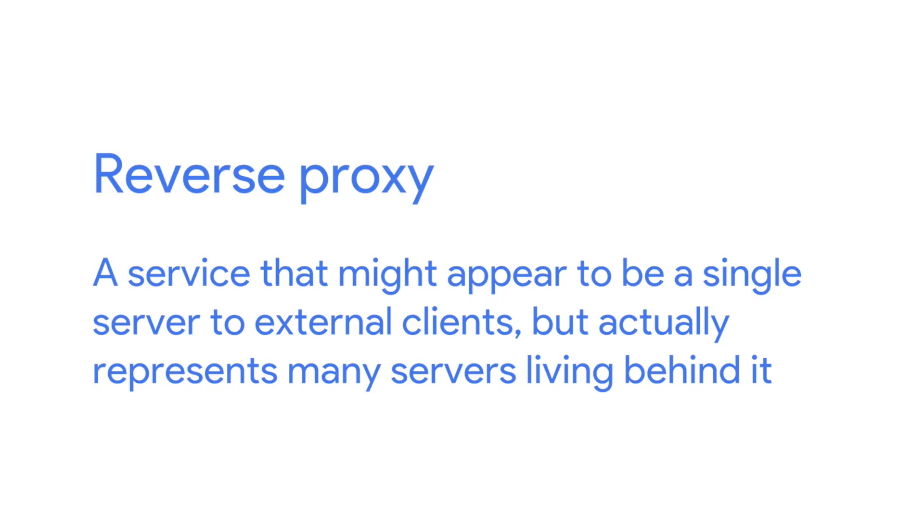 Reverse proxy
A service that might appear to be a single
server to external clients, but actually
represents many servers living behind it